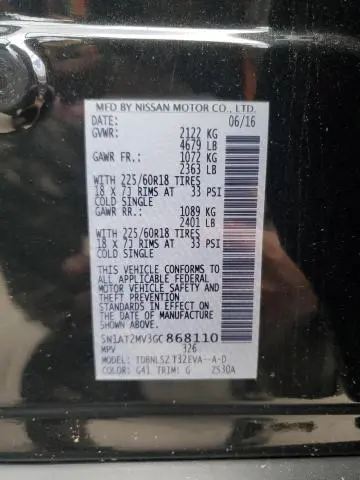 MFD BY NISSAN MOTOR CO., LTD.
DATE: 06/16
GVWR: 2122 KG
4679 LB
GAWR FR.: 1072 KG
2363 LB
WITH 225/60R18 TIRES
18 X 7J RIMS AT 33 PSI
COLD SINGLE
GAWR RR.: 1089 KG
2401 LB
WITH 225/60R18 TIRES
18 X 7J RIMS AT 33 PSI
COLD SINGLE
THIS VEHICLE CONFORMS TO
ALL APPLICABLE FEDERAL
MOTOR VEHICLE SAFETY AND
THEFT PREVENTION
STANDARDS IN EFFECT ON
THE DATE OF MANUFACTURE
SHOWN ABOVE.
5N1AT2MV3GC868110
MPV 326
MODEL: TDBNLSZ T32EVA--A-D
COLOR: G41 TRIM: G 2530A